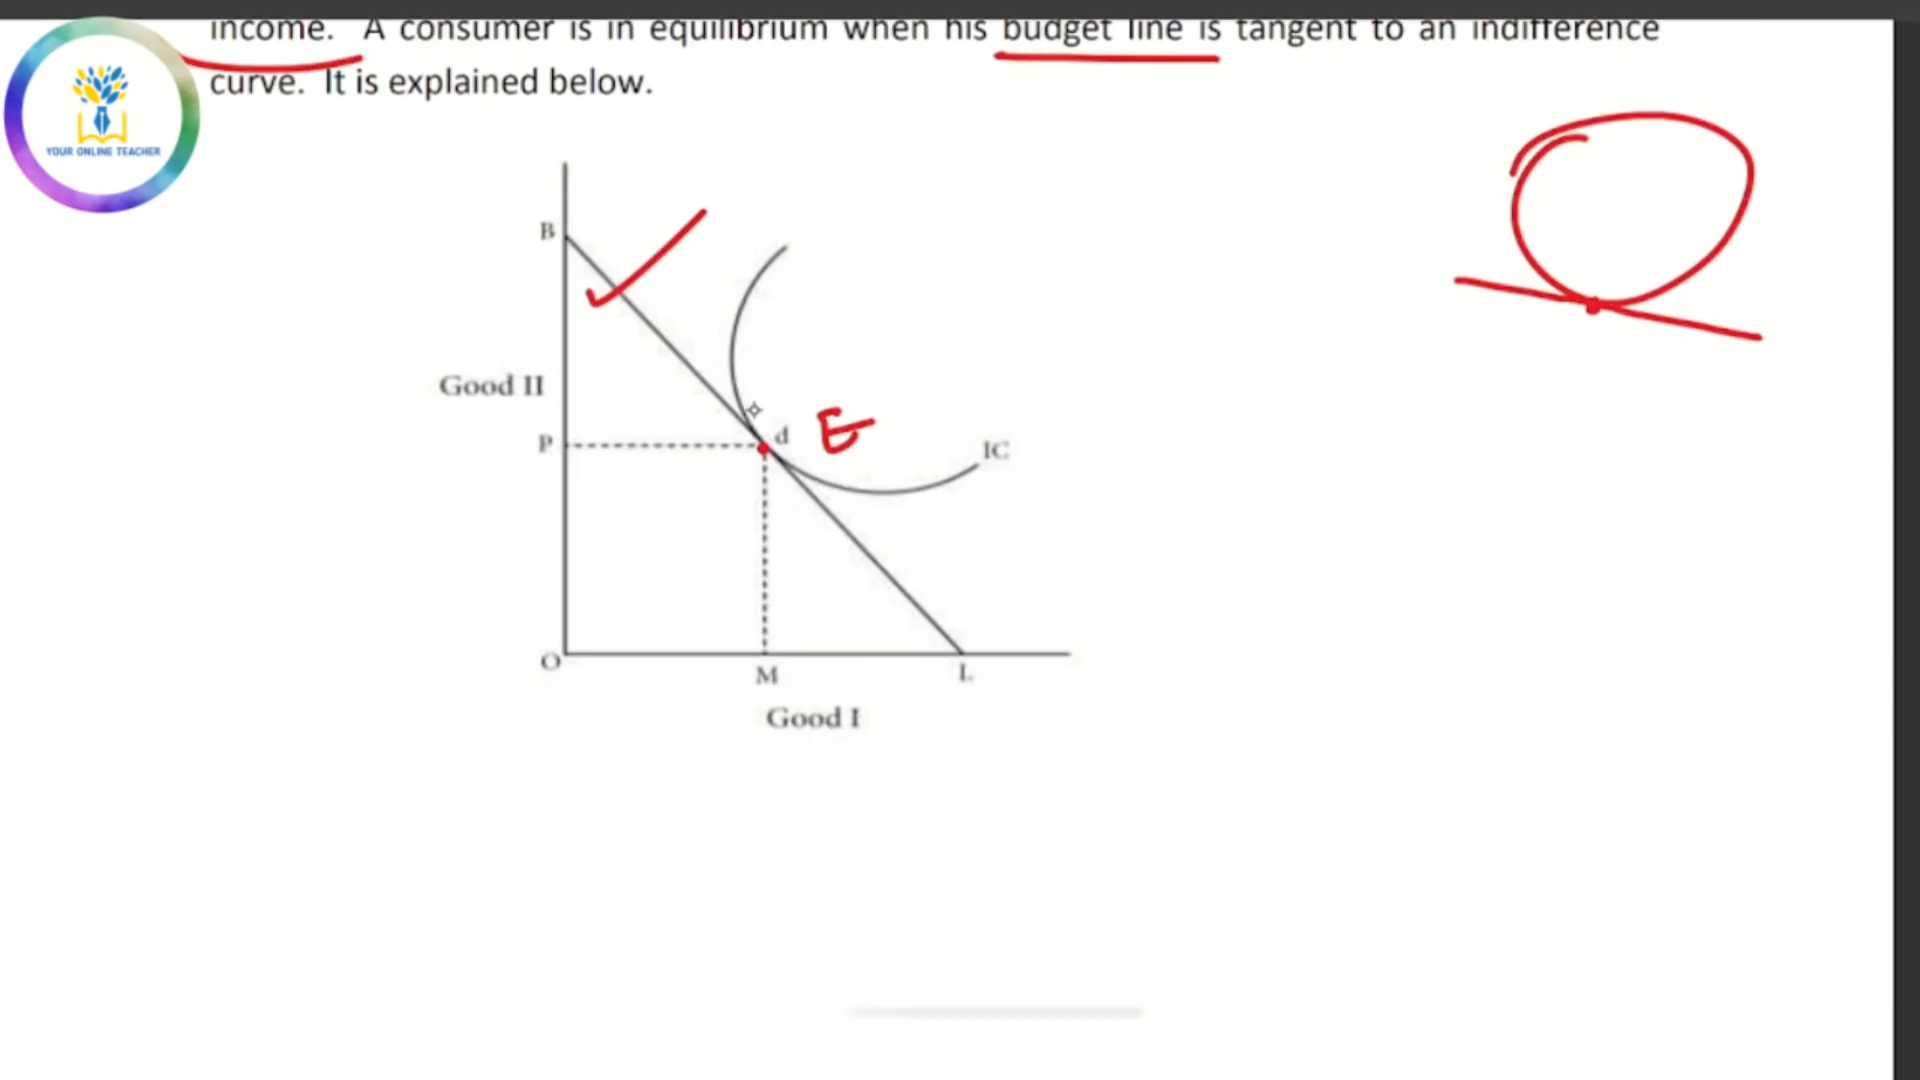 income. A consumer is in equilibrium when his budget line is tangent to an indifference
curve. It is explained below.
YOUR ONLINE TEACHER
B
Good II
P
d
E
IC
O
M
L
Good I